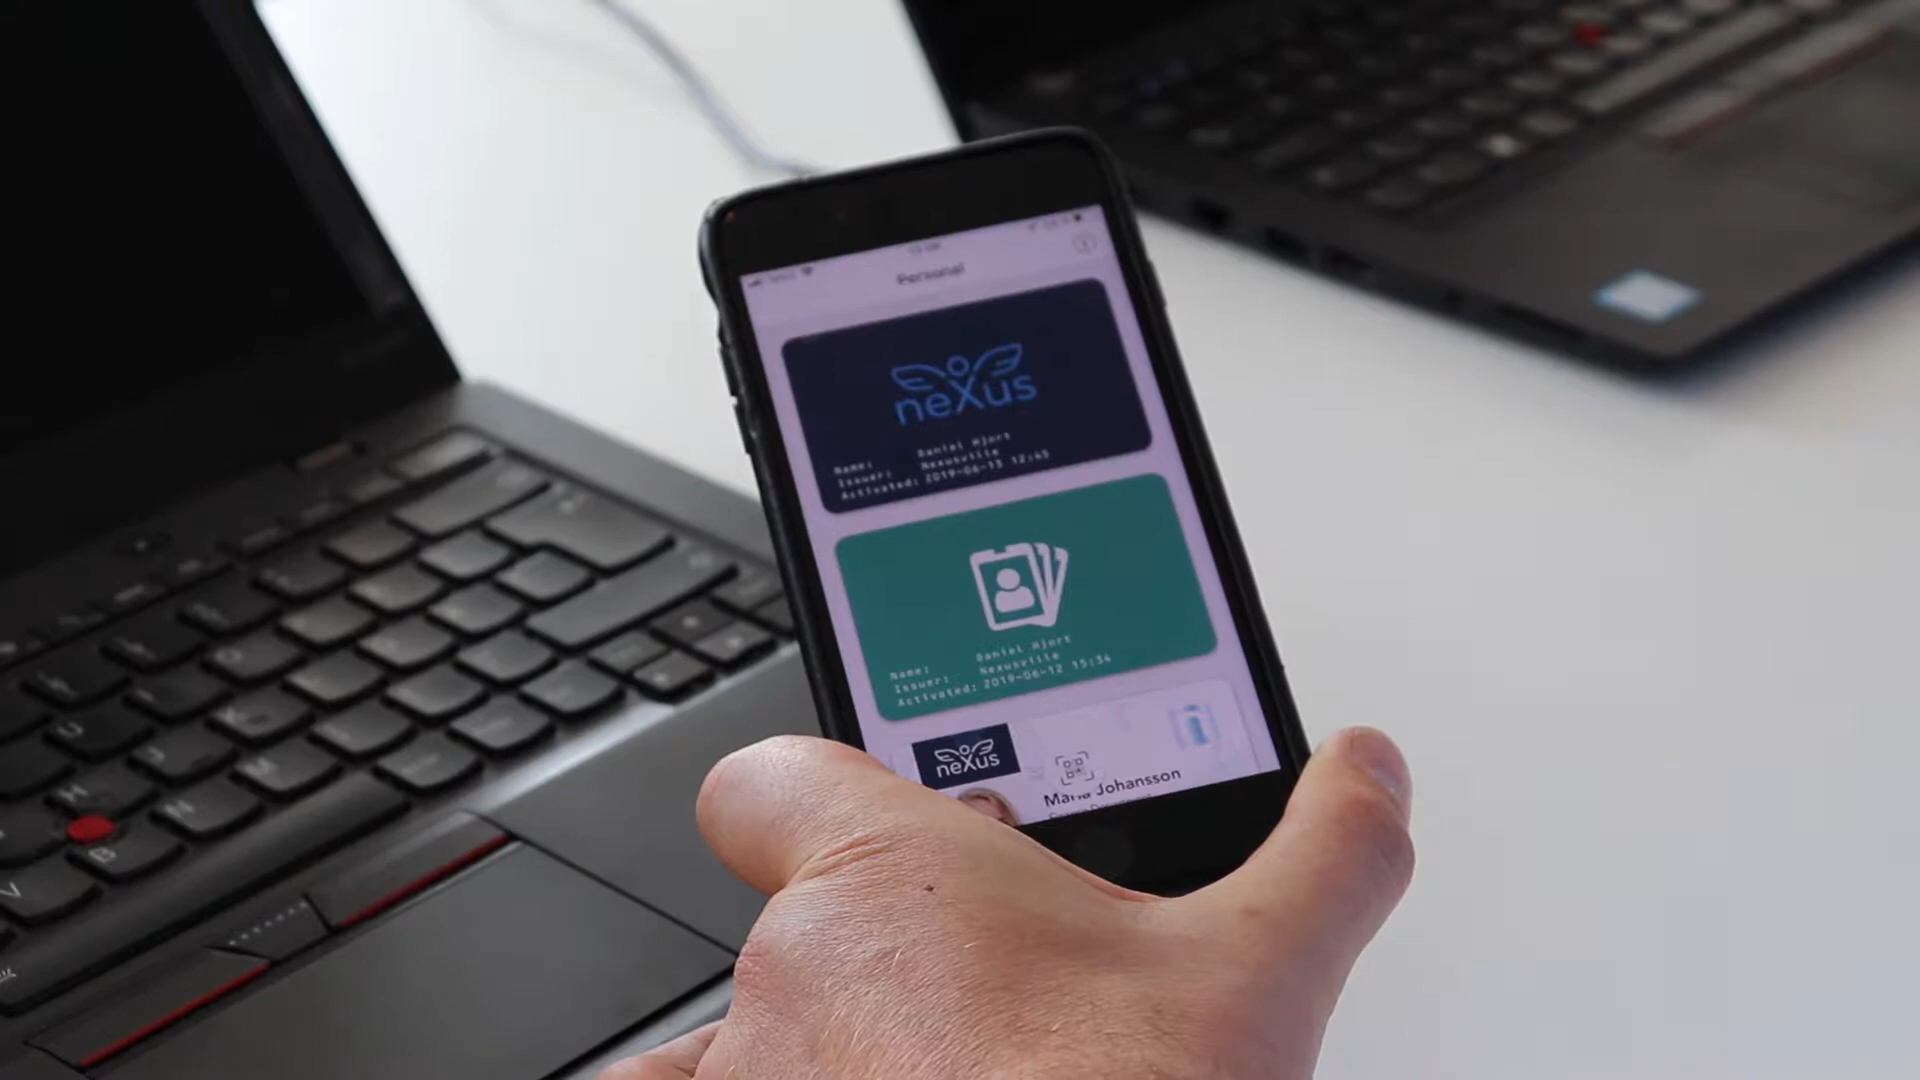 Personal
neXus
Name: Daniel Hjort
Issuer: Nexusville
Activated: 2019-06-13 12:45
Name: Daniel Hjort
Issuer: Nexusville
Activated: 2019-06-12 15:34
neXus
Maria Johansson
K
M
N
B
V